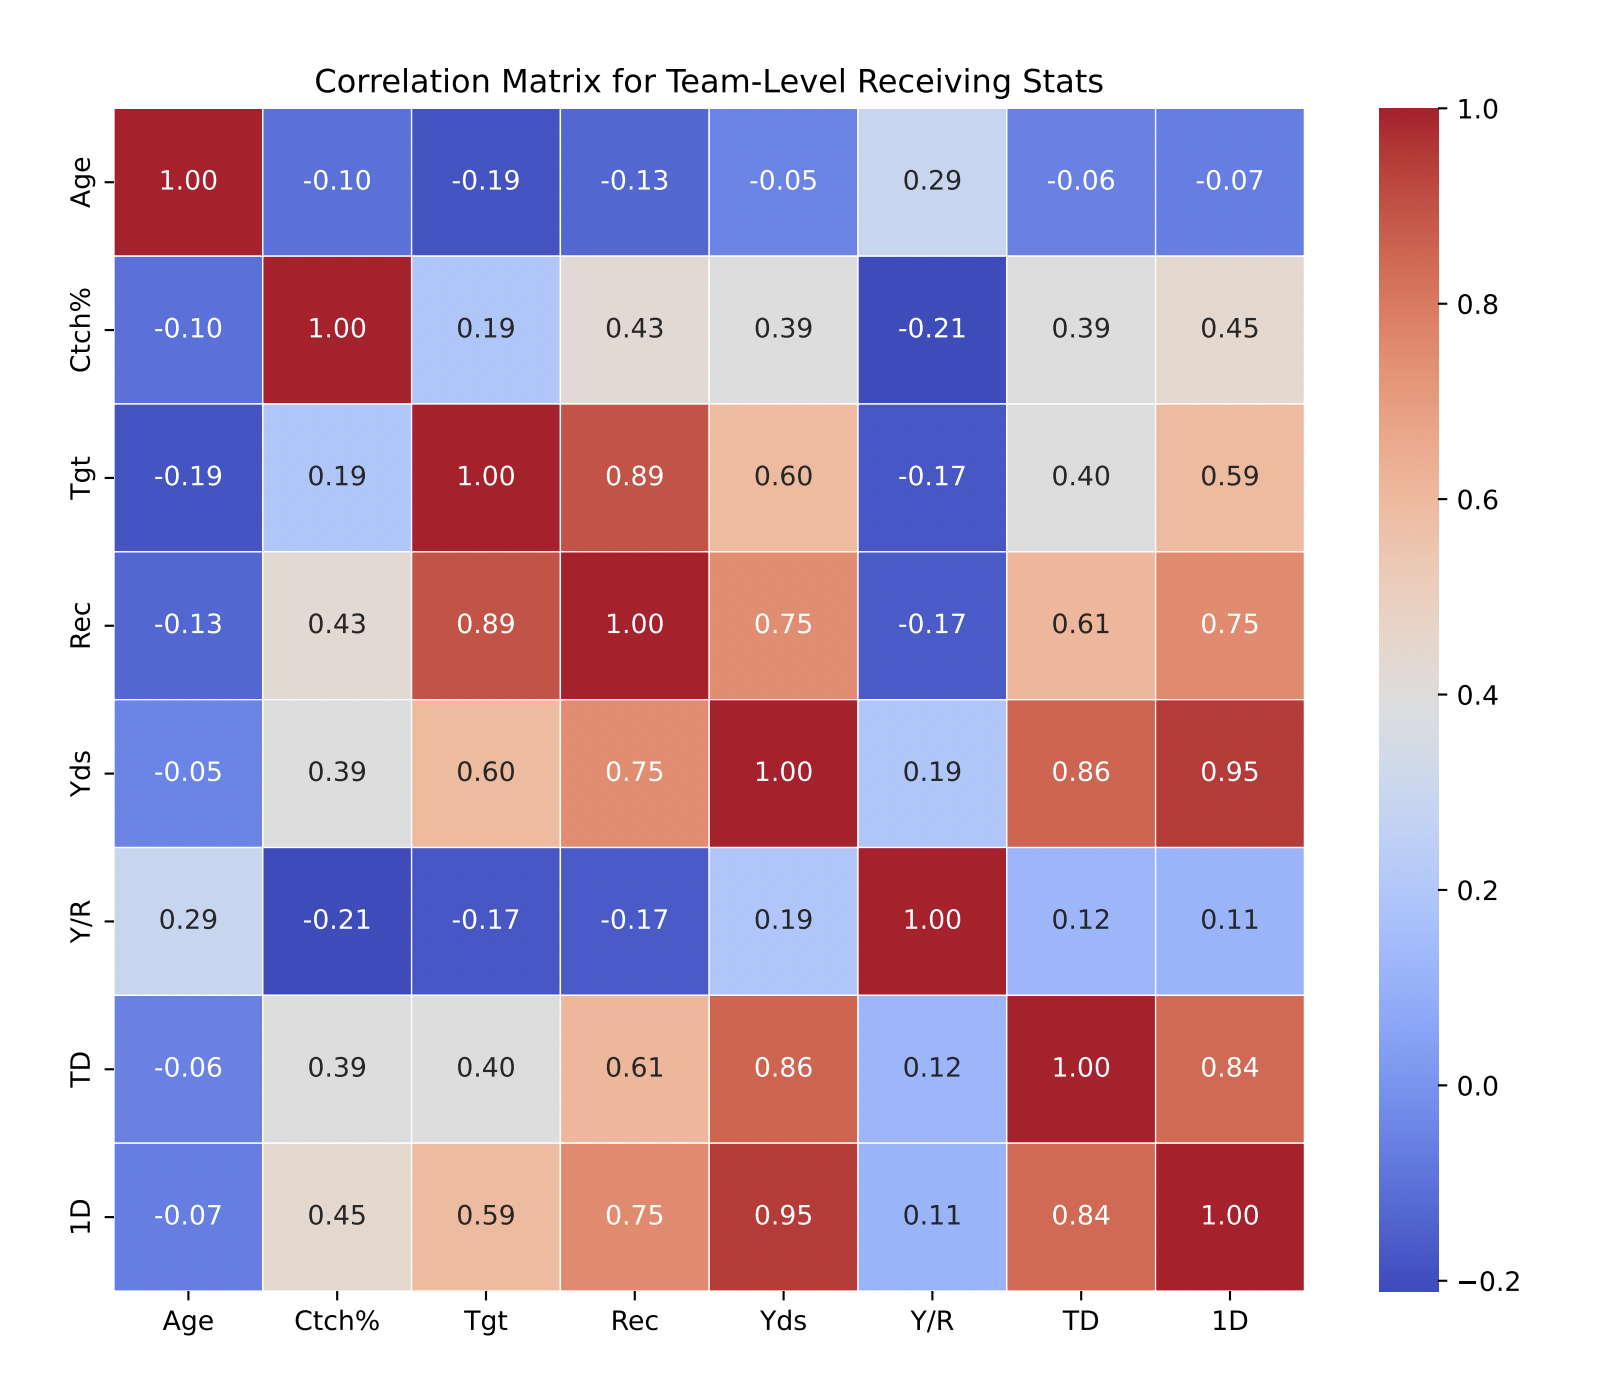 Correlation Matrix for Team-Level Receiving Stats
Age 1.00 -0.10 -0.19 -0.13 -0.05 0.29 -0.06 -0.07
Ctch% -0.10 1.00 0.19 0.43 0.39 -0.21 0.39 0.45
Tgt -0.19 0.19 1.00 0.89 0.60 -0.17 0.40 0.59
Rec -0.13 0.43 0.89 1.00 0.75 -0.17 0.61 0.75
Yds -0.05 0.39 0.60 0.75 1.00 0.19 0.86 0.95
Y/R 0.29 -0.21 -0.17 -0.17 0.19 1.00 0.12 0.11
TD -0.06 0.39 0.40 0.61 0.86 0.12 1.00 0.84
1D -0.07 0.45 0.59 0.75 0.95 0.11 0.84 1.00
Age Ctch% Tgt Rec Yds Y/R TD 1D
1.0
0.8
0.6
0.4
0.2
0.0
−0.2